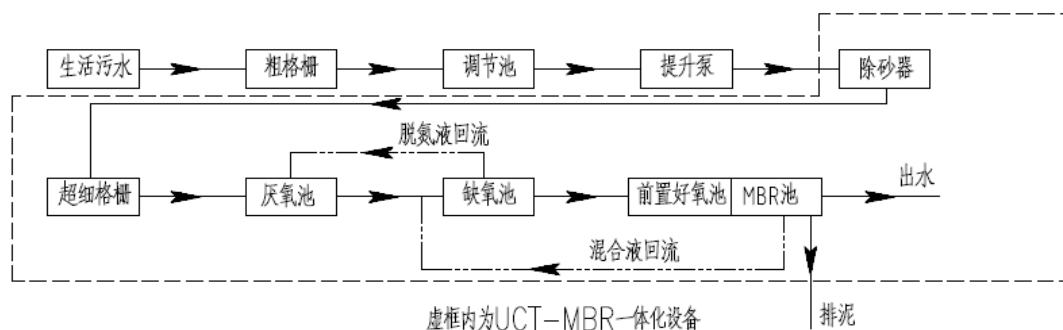 生活污水
粗格栅
调节池
提升泵
除砂器
脱氮液回流
超细格栅
厌氧池
缺氧池
前置好氧池
MBR池
出水
混合液回流
虚框内为UCT-MBR一体化设备
排泥